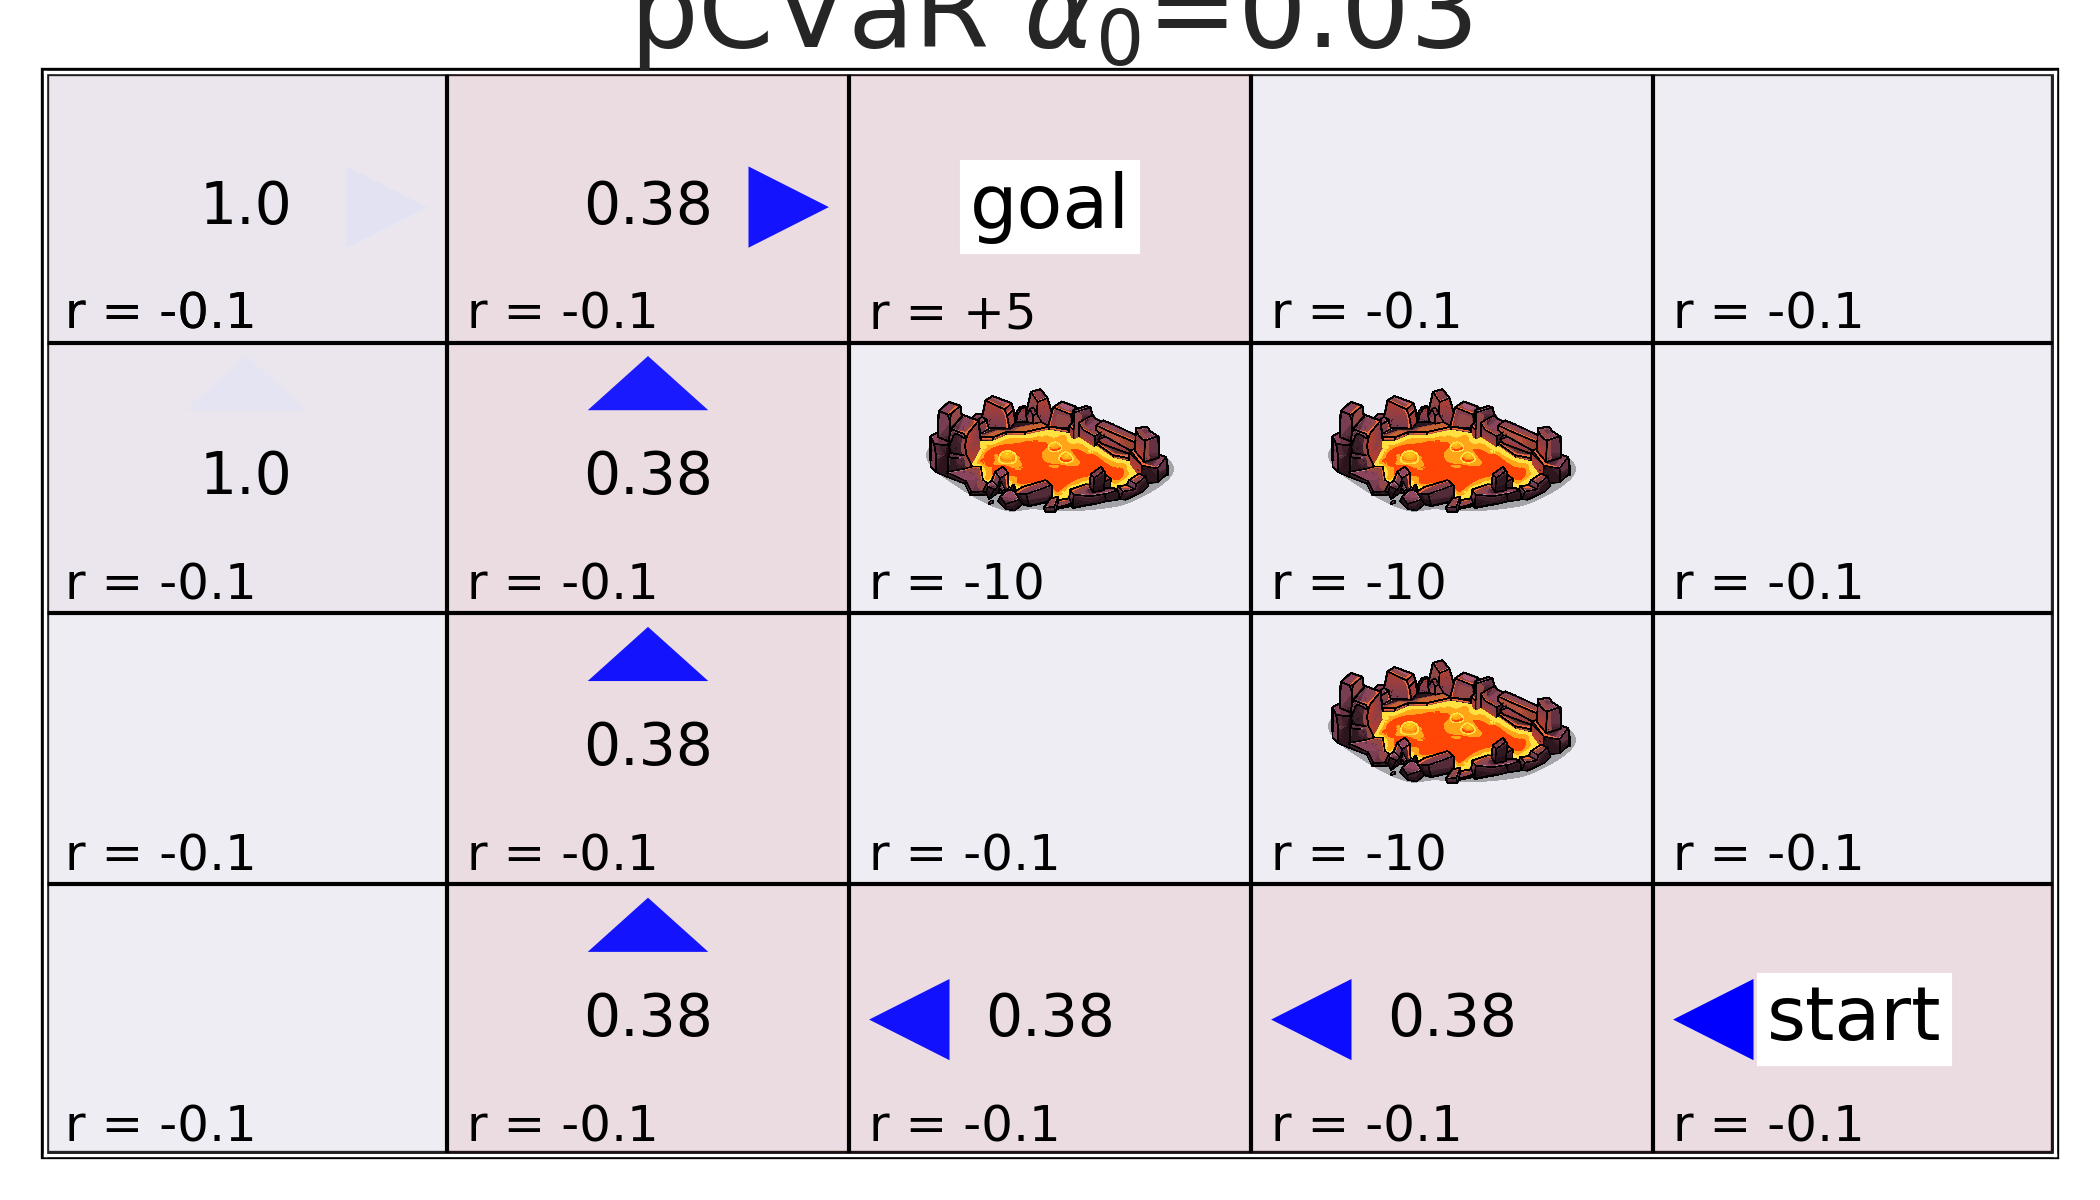 pCVaR α₀=0.03
1.0 0.38 goal
r = -0.1 r = -0.1 r = +5 r = -0.1 r = -0.1
1.0 0.38
r = -0.1 r = -0.1 r = -10 r = -10 r = -0.1
0.38
r = -0.1 r = -0.1 r = -0.1 r = -10 r = -0.1
0.38 0.38 0.38 start
r = -0.1 r = -0.1 r = -0.1 r = -0.1 r = -0.1